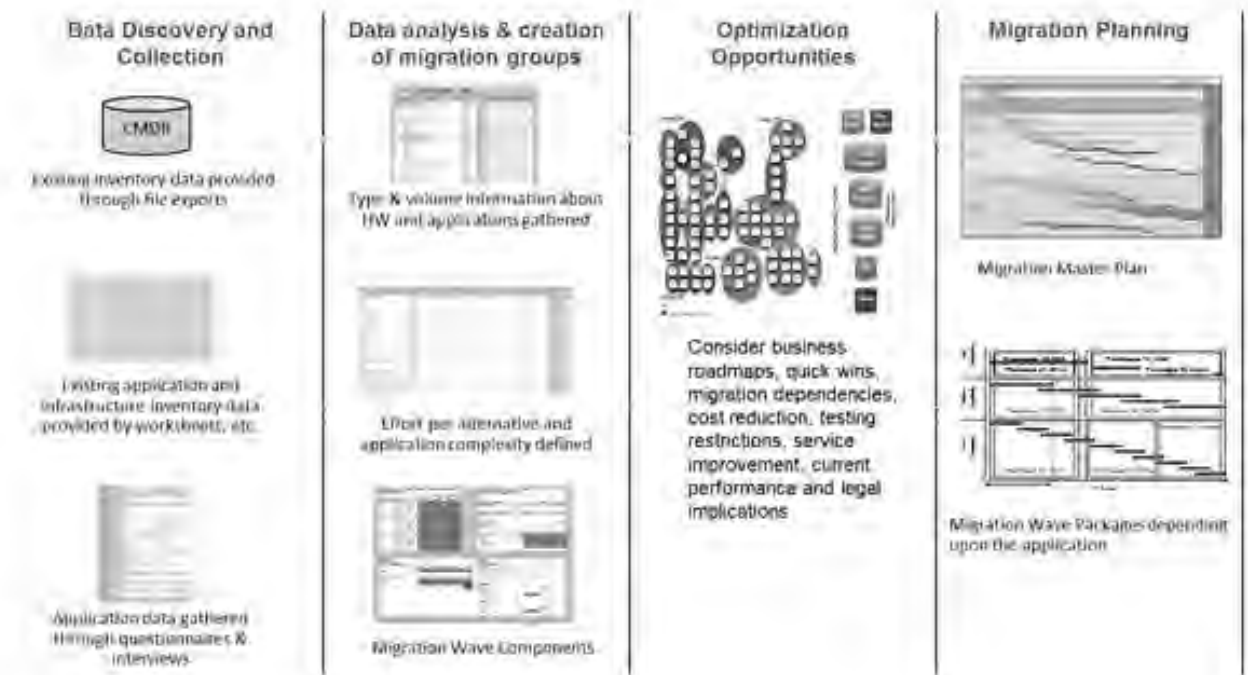 Data Discovery and
Collection
CMDB
Existing inventory data provided
through file exports
Existing application and
infrastructure inventory data
provided by worksheets, etc.
Application data gathered
through questionnaires &
interviews
Data analysis & creation
of migration groups
Type & volume information about
HW and applications gathered
Effort per alternative and
application complexity defined
Migration Wave Components
Optimization
Opportunities
Consider business
roadmaps, quick wins,
migration dependencies,
cost reduction, testing
restrictions, service
improvement, current
performance and legal
implications
Migration Planning
Migration Master Plan
Migration Wave Packages depending
upon the application